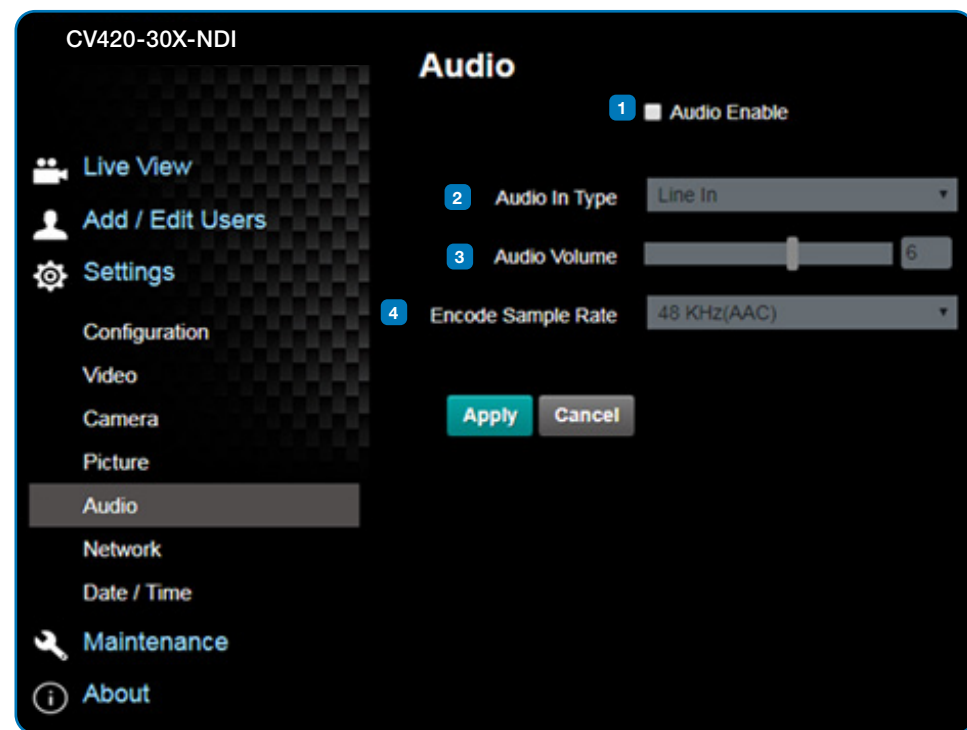 CV420-30X-NDI
Live View
Add / Edit Users
Settings
Configuration
Video
Camera
Picture
Audio
Network
Date / Time
Maintenance
About
Audio
1 Audio Enable
2 Audio In Type Line In
3 Audio Volume 6
4 Encode Sample Rate 48 KHz(AAC)
Apply Cancel